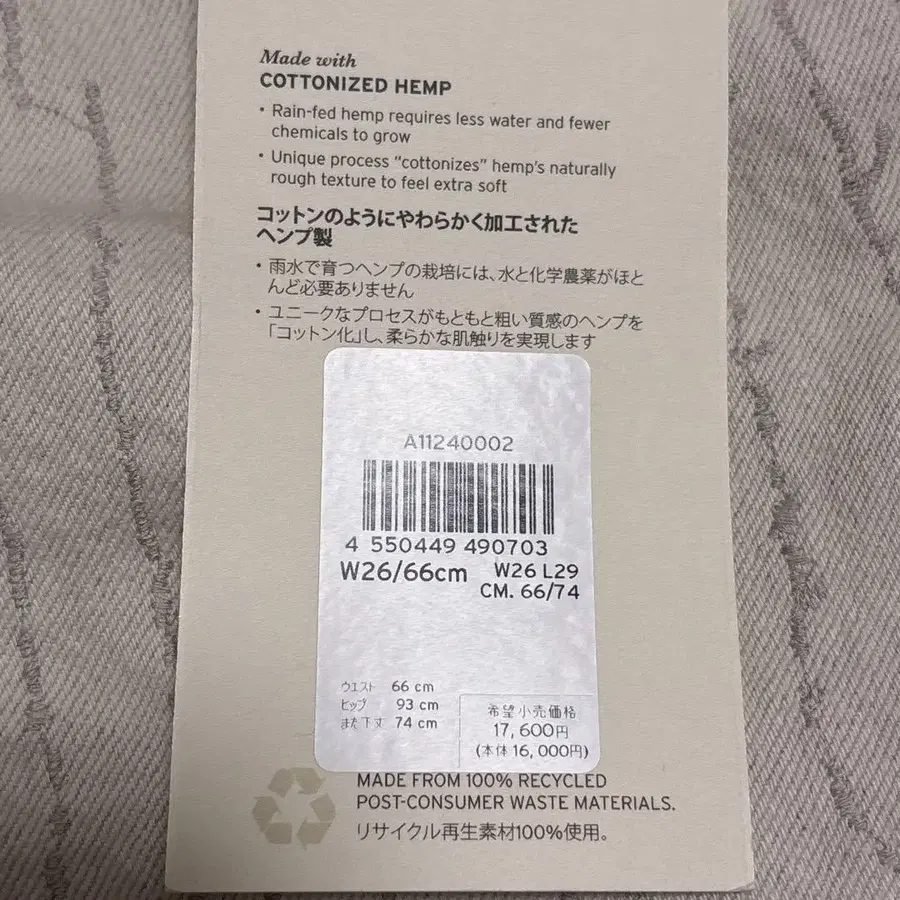 Made with
COTTONIZED HEMP
• Rain-fed hemp requires less water and fewer
chemicals to grow
• Unique process “cottonizes” hemp's naturally
rough texture to feel extra soft
コットンのようにやわらかく加工された
ヘンプ製
• 雨水で育つヘンプの栽培には、水と化学農薬がほと
んど必要ありません
• ユニークなプロセスがもともと粗い質感のヘンプを
「コットン化」し、柔らかな肌触りを実現します
A11240002
4 550449 490703
W26/66cm
W26 L29
CM. 66/74
ウエスト 66 cm
ヒップ 93 cm
また下丈 74 cm
希望小売価格
17,600円
(本体 16,000円)
MADE FROM 100% RECYCLED
POST-CONSUMER WASTE MATERIALS.
リサイクル再生素材100%使用。